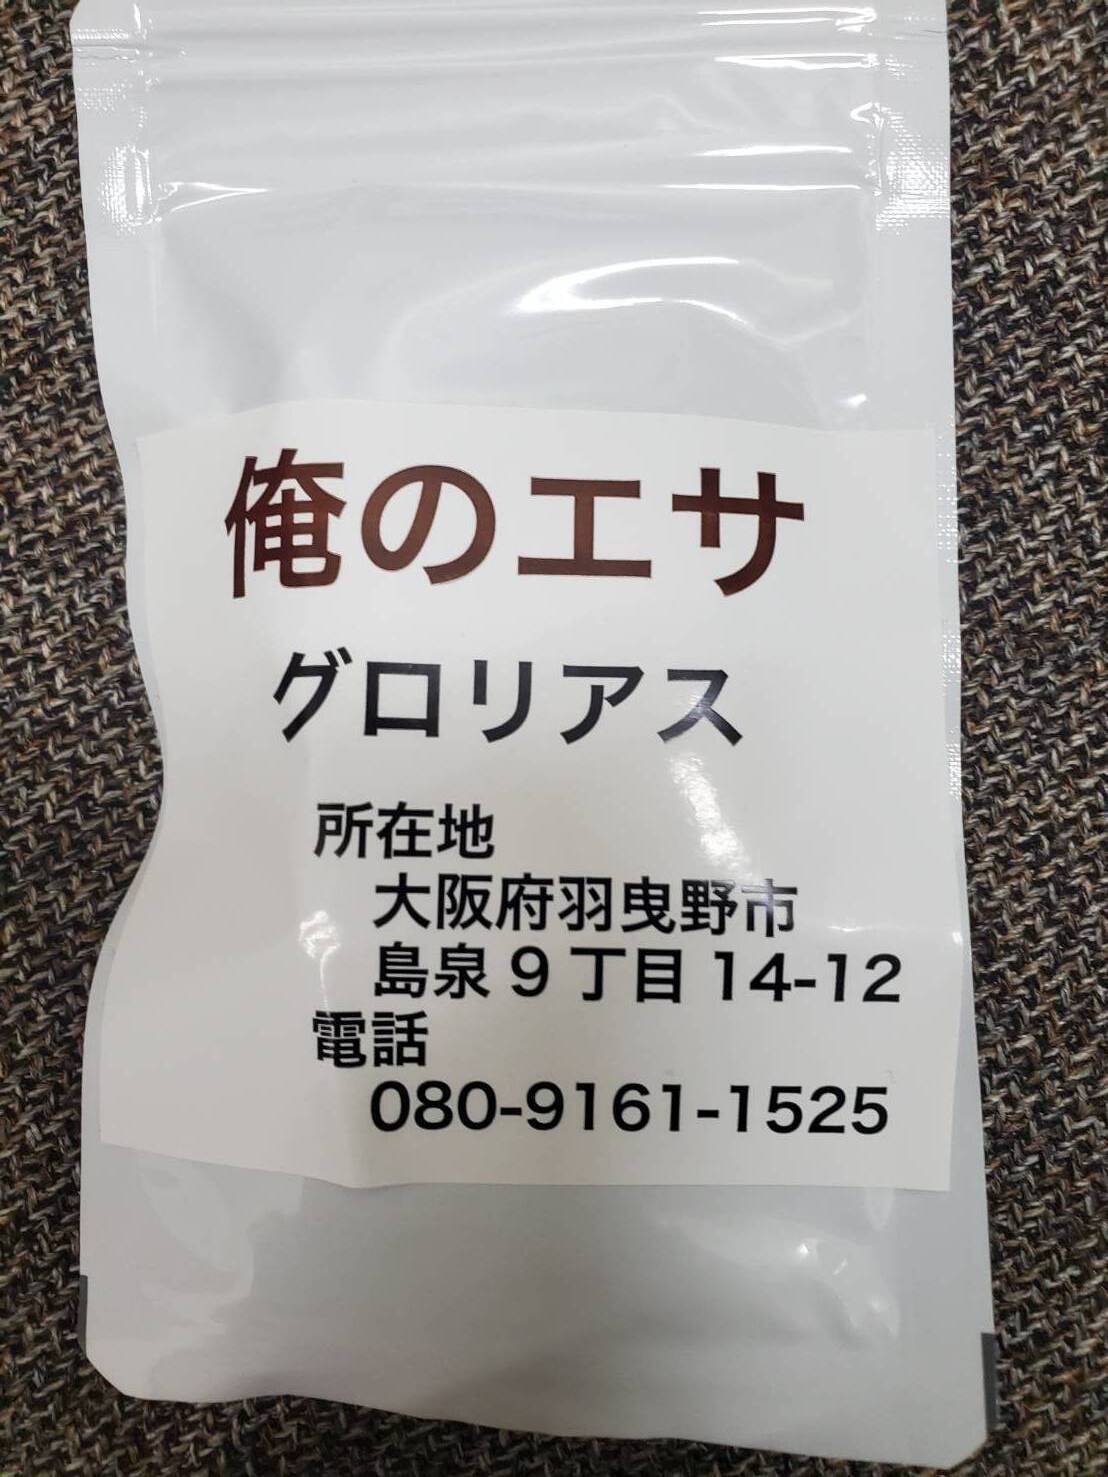 俺のエサ
グロリアス
所在地
大阪府羽曳野市
島泉9丁目14-12
電話
080-9161-1525